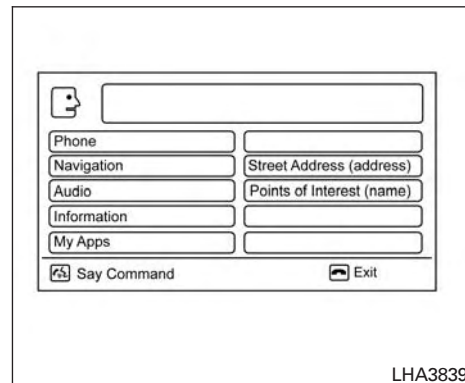 Phone
Navigation Street Address (address)
Audio Points of Interest (name)
Information
My Apps
Say Command Exit
LHA3839